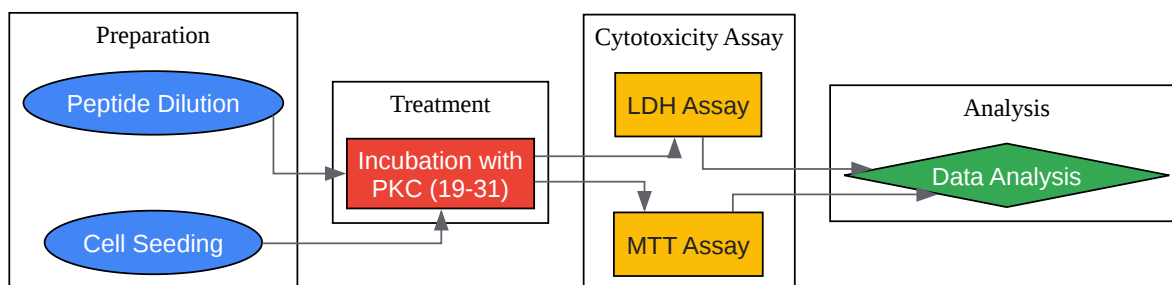 Preparation
Peptide Dilution
Cell Seeding
Treatment
Incubation with
PKC (19-31)
Cytotoxicity Assay
LDH Assay
MTT Assay
Analysis
Data Analysis